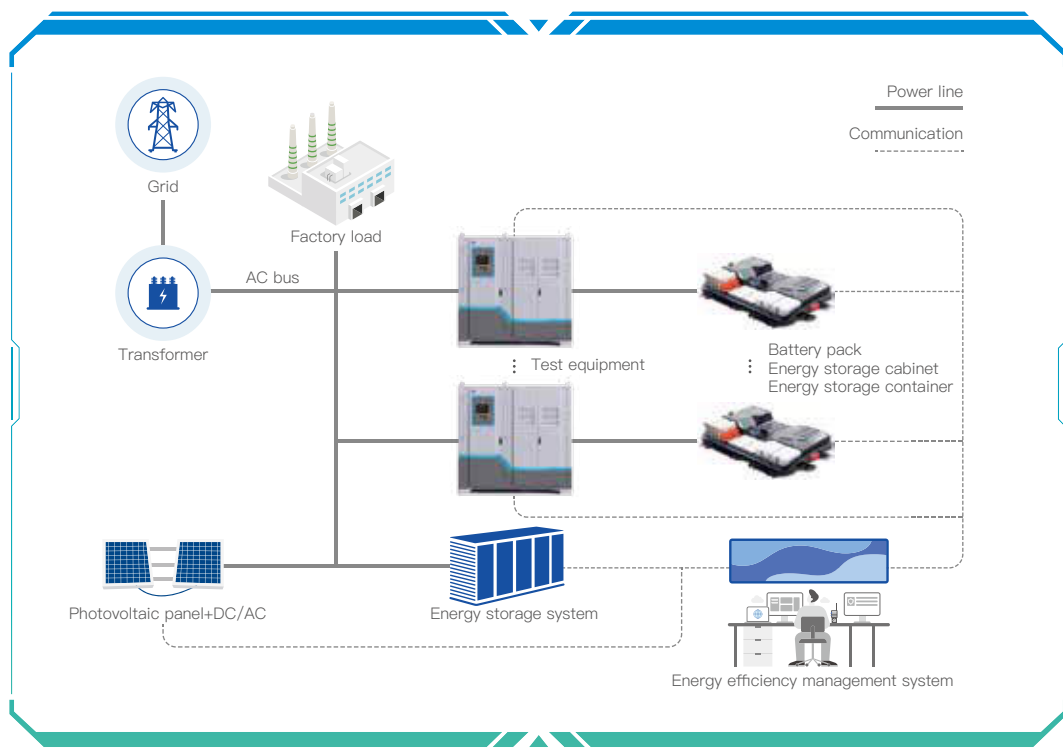 Power line
Communication
Grid
Factory load
AC bus
Transformer
Test equipment
Battery pack
Energy storage cabinet
Energy storage container
Photovoltaic panel+DC/AC
Energy storage system
Energy efficiency management system